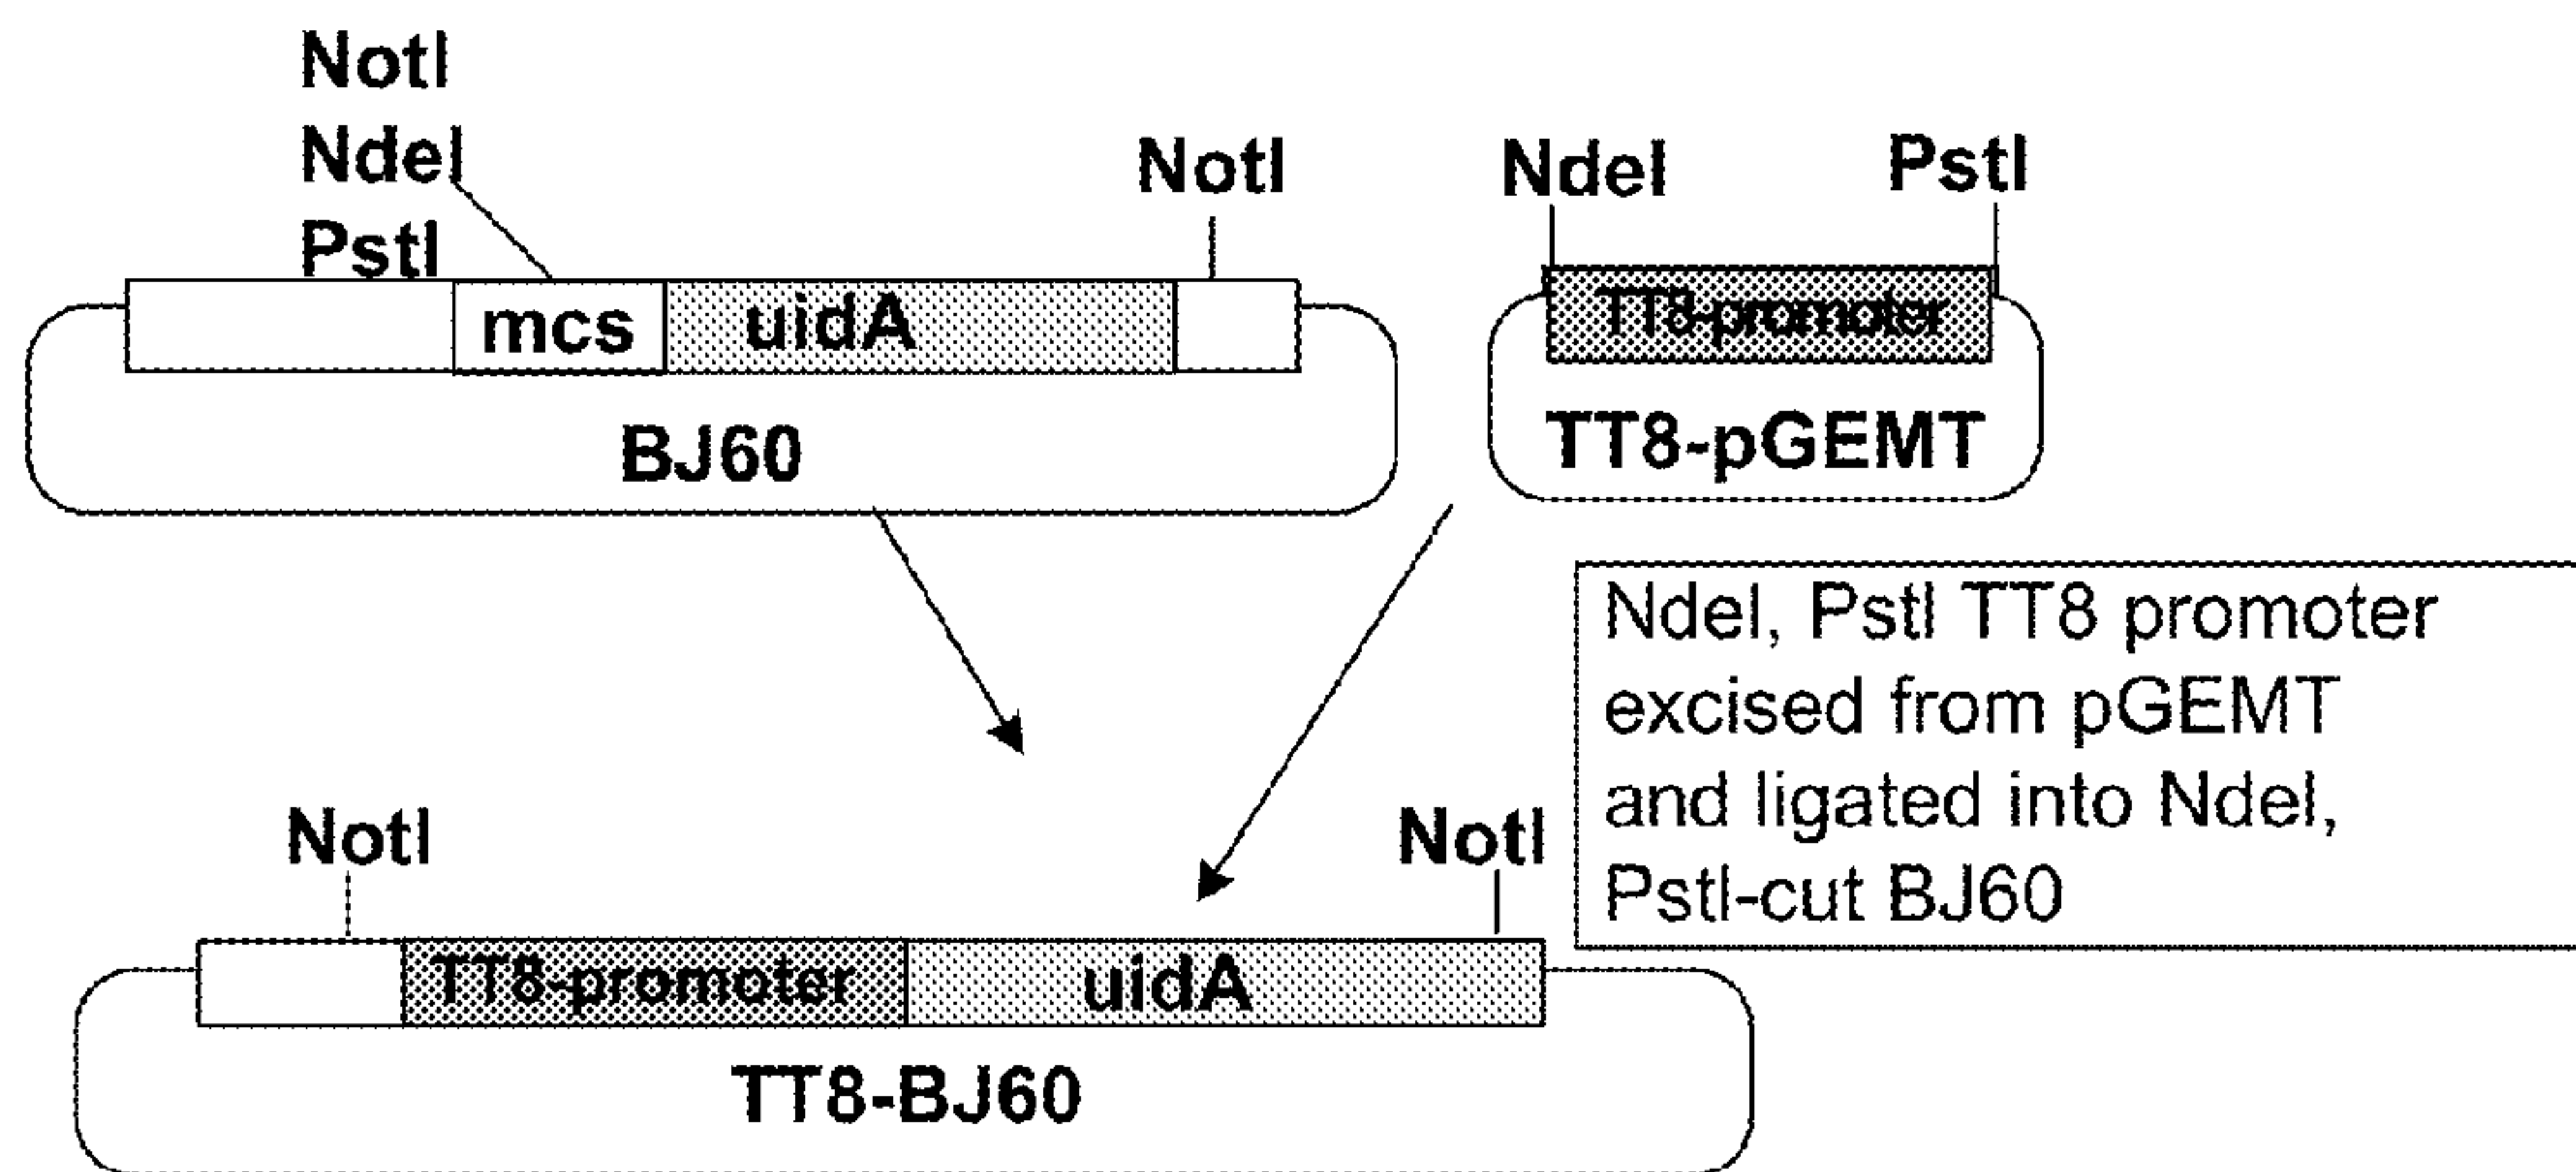 NotI
NdeI
PstI
NotI
NdeI
PstI
mcs
uidA
TT8-promoter
BJ60
TT8-pGEMT
NdeI, PstI TT8 promoter
excised from pGEMT
and ligated into NdeI,
PstI-cut BJ60
NotI
NotI
TT8-promoter
uidA
TT8-BJ60